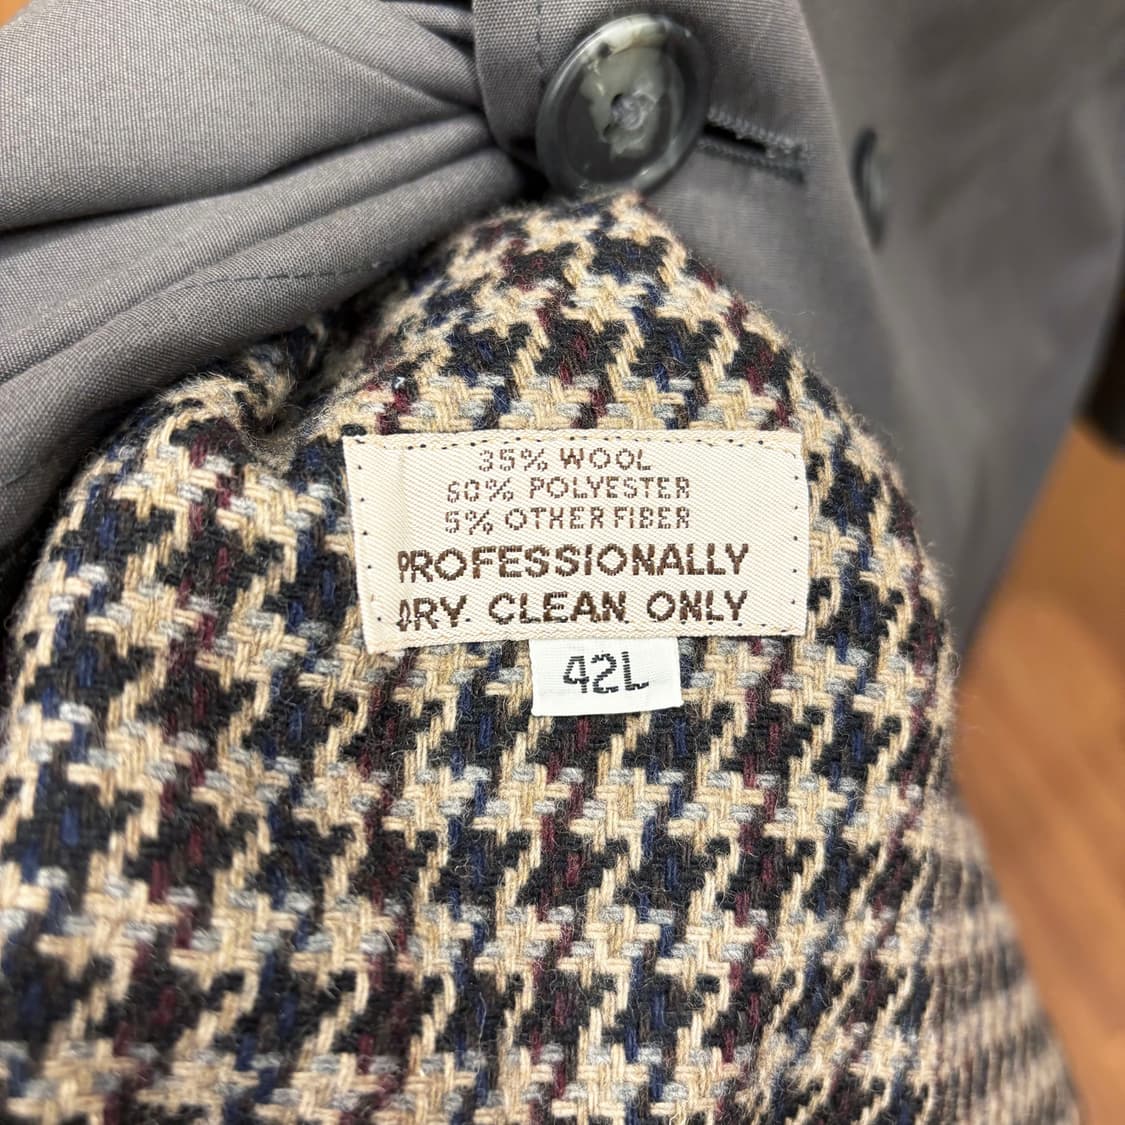 35% WOOL
60% POLYESTER
5% OTHER FIBER
PROFESSIONALLY
DRY CLEAN ONLY
42L